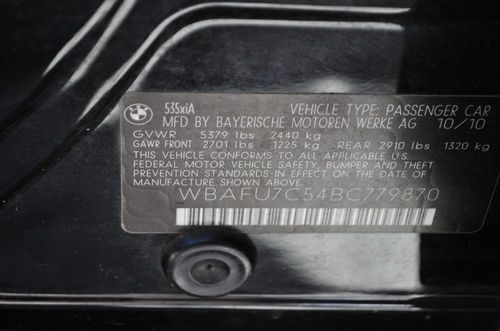 535xiA VEHICLE TYPE: PASSENGER CAR
MFD BY BAYERISCHE MOTOREN WERKE AG 10/10
GVWR 5379 lbs 2440 kg
GAWR FRONT 2701 lbs 1225 kg REAR 2910 lbs 1320 kg
THIS VEHICLE CONFORMS TO ALL APPLICABLE U.S.
FEDERAL MOTOR VEHICLE SAFETY, BUMPER AND THEFT
PREVENTION STANDARDS IN EFFECT ON THE DATE OF
MANUFACTURE SHOWN ABOVE.
WBAFU7C54BC779870